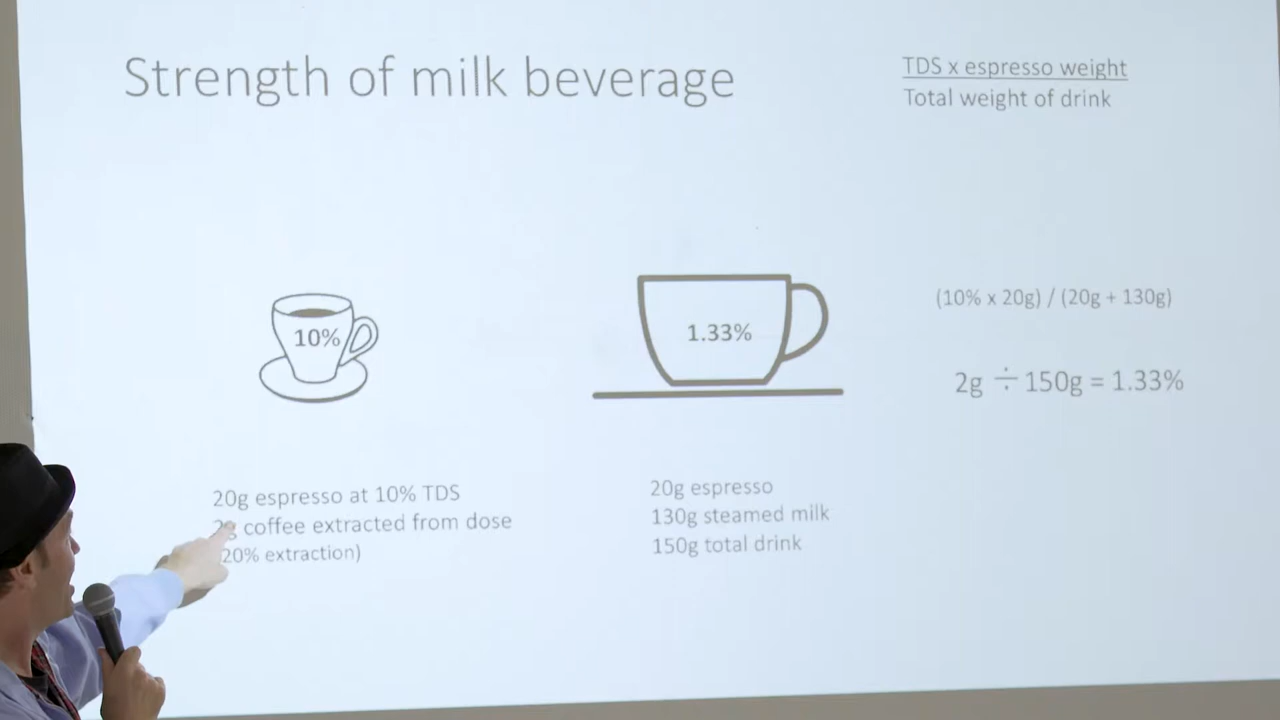 Strength of milk beverage
TDS x espresso weight
Total weight of drink
10%
1.33%
(10% x 20g) / (20g + 130g)
2g ÷ 150g = 1.33%
20g espresso at 10% TDS
2g coffee extracted from dose
20% extraction)
20g espresso
130g steamed milk
150g total drink